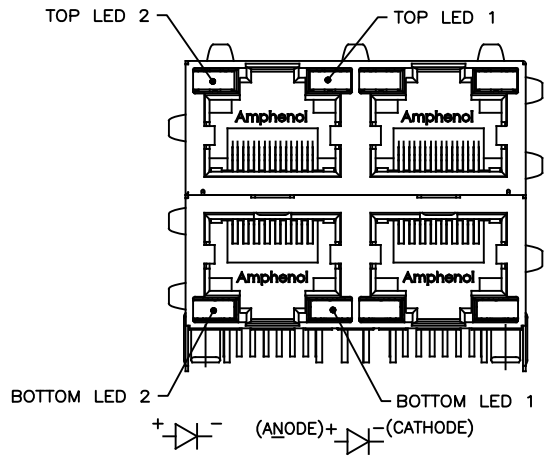 TOP LED 2
TOP LED 1
Amphenol
Amphenol
Amphenol
Amphenol
BOTTOM LED 2
BOTTOM LED 1
+ -
(ANODE)+ -(CATHODE)